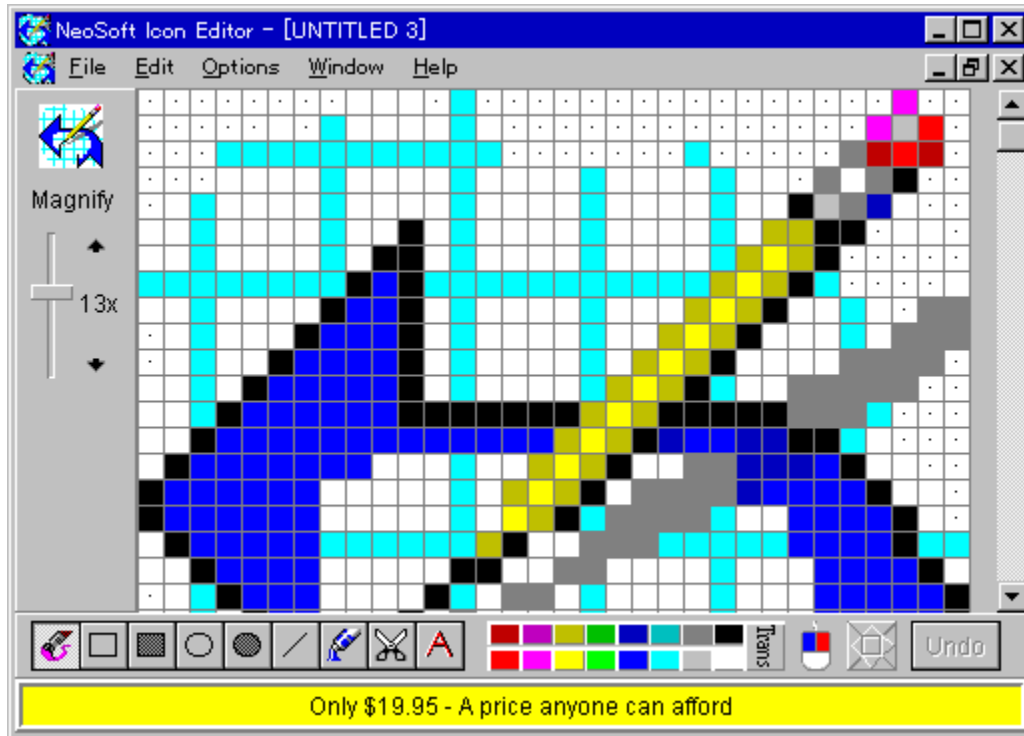 NeoSoft Icon Editor - [UNTITLED 3]
File Edit Options Window Help
Magnify
13x
A
Trans
Undo
Only $19.95 - A price anyone can afford